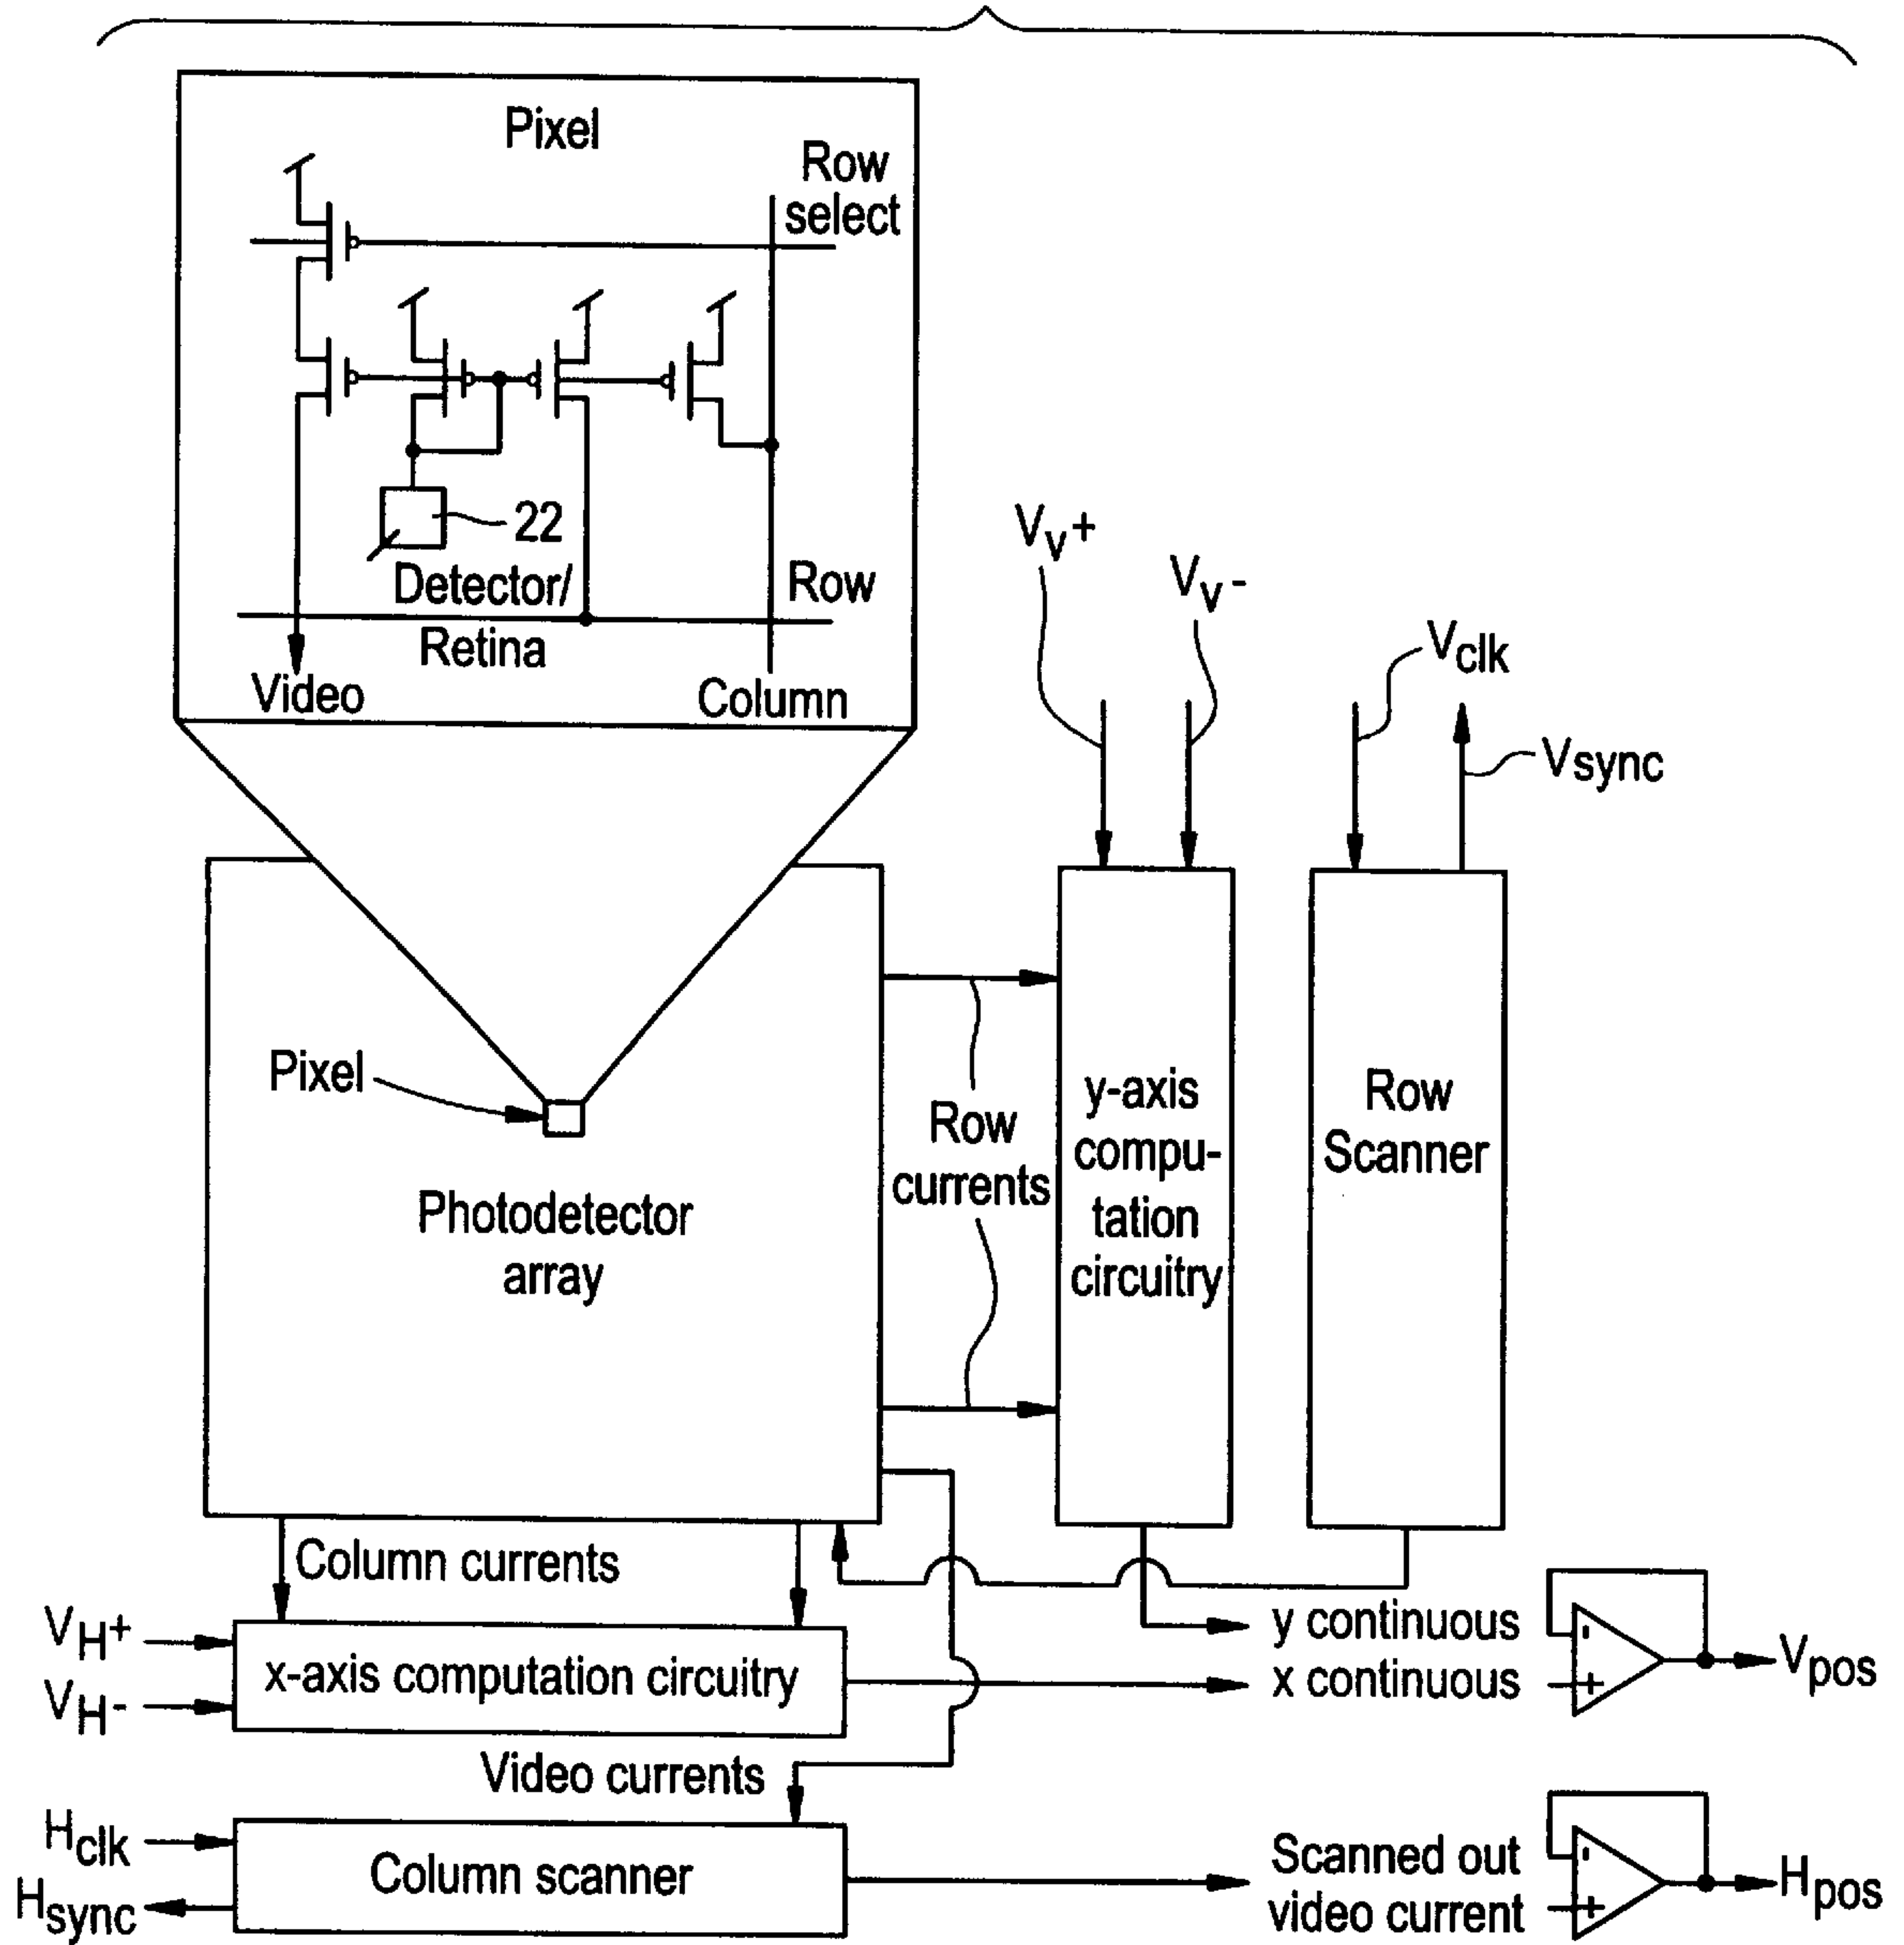 Pixel
Row
select
22
Detector/
Retina
Row
Video
Column
Vv+
Vv-
Vclk
Vsync
Pixel
Photodetector
array
Row
currents
y-axis
compu-
tation
circuitry
Row
Scanner
Column currents
VH+
VH-
x-axis computation circuitry
y continuous
x continuous
-
+
Vpos
Video currents
Hclk
Hsync
Column scanner
Scanned out
video current
-
+
Hpos